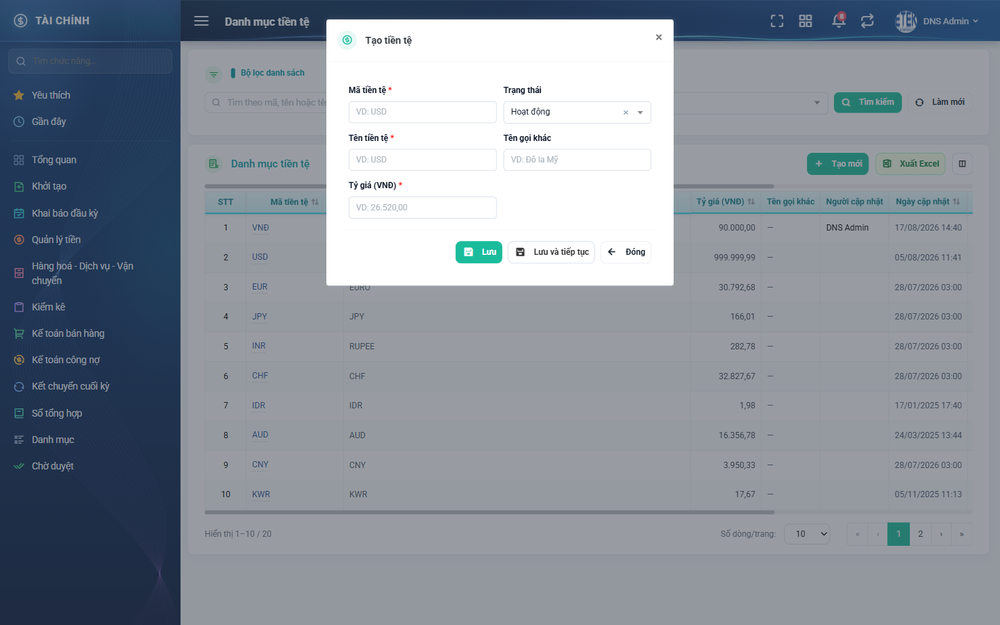 TÀI CHÍNH
Danh mục tiền tệ
8
DNS Admin
Tìm chức năng...
Yêu thích
Gần đây
Tổng quan
Khởi tạo
Khai báo đầu kỳ
Quản lý tiền
Hàng hoá - Dịch vụ - Vận
chuyển
Kiểm kê
Kế toán bán hàng
Kế toán công nợ
Kết chuyển cuối kỳ
Sổ tổng hợp
Danh mục
Chờ duyệt
Tạo tiền tệ
×
Mã tiền tệ *
Trạng thái
VD: USD
Hoạt động ×
Tên tiền tệ *
Tên gọi khác
VD: USD
VD: Đô la Mỹ
Tỷ giá (VNĐ) *
VD: 26.520,00
Lưu
Lưu và tiếp tục
Đóng
Bộ lọc danh sách
Tìm theo mã, tên hoặc
Tìm kiếm
Làm mới
Danh mục tiền tệ
Tạo mới
Xuất Excel
STT Mã tiền tệ Tỷ giá (VNĐ) Tên gọi khác Người cập nhật Ngày cập nhật
1 VNĐ 90.000,00 — DNS Admin 17/08/2026 14:40
2 USD 999.999,99 — 05/08/2026 11:41
3 EUR EURO 30.792,68 — 28/07/2026 03:00
4 JPY JPY 166,01 — 28/07/2026 03:00
5 INR RUPEE 282,78 — 28/07/2026 03:00
6 CHF CHF 32.827,67 — 28/07/2026 03:00
7 IDR IDR 1,98 — 17/01/2025 17:40
8 AUD AUD 16.356,78 — 24/03/2025 13:44
9 CNY CNY 3.950,33 — 28/07/2026 03:00
10 KWR KWR 17,67 — 05/11/2025 11:13
Hiển thị 1–10 / 20
Số dòng/trang: 10
« ‹ 1 2 › »